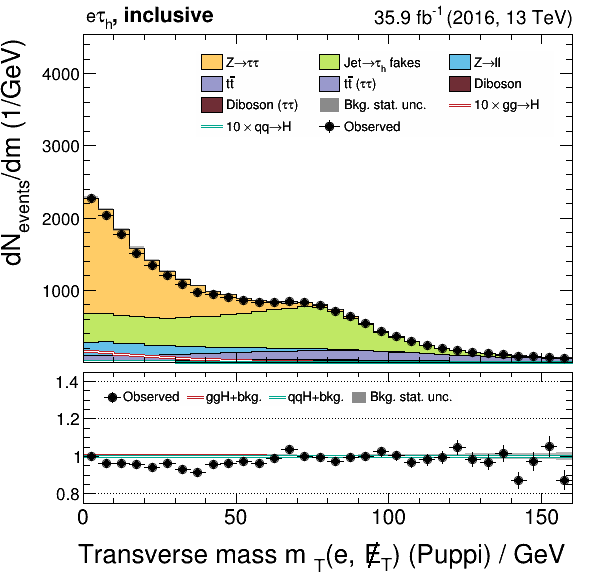 eτh, inclusive 35.9 fb⁻¹ (2016, 13 TeV)
dNevents/dm (1/GeV)
4000
3000
2000
1000
Z→ττ Jet→τh fakes Z→ll
tt̄ tt̄ (ττ) Diboson
Diboson (ττ) Bkg. stat. unc. 10 × gg→H
10 × qq→H Observed
1.4
1.2
1
0.8
Observed ggH+bkg. qqH+bkg. Bkg. stat. unc.
0 50 100 150
Transverse mass m T(e, E̸T) (Puppi) / GeV